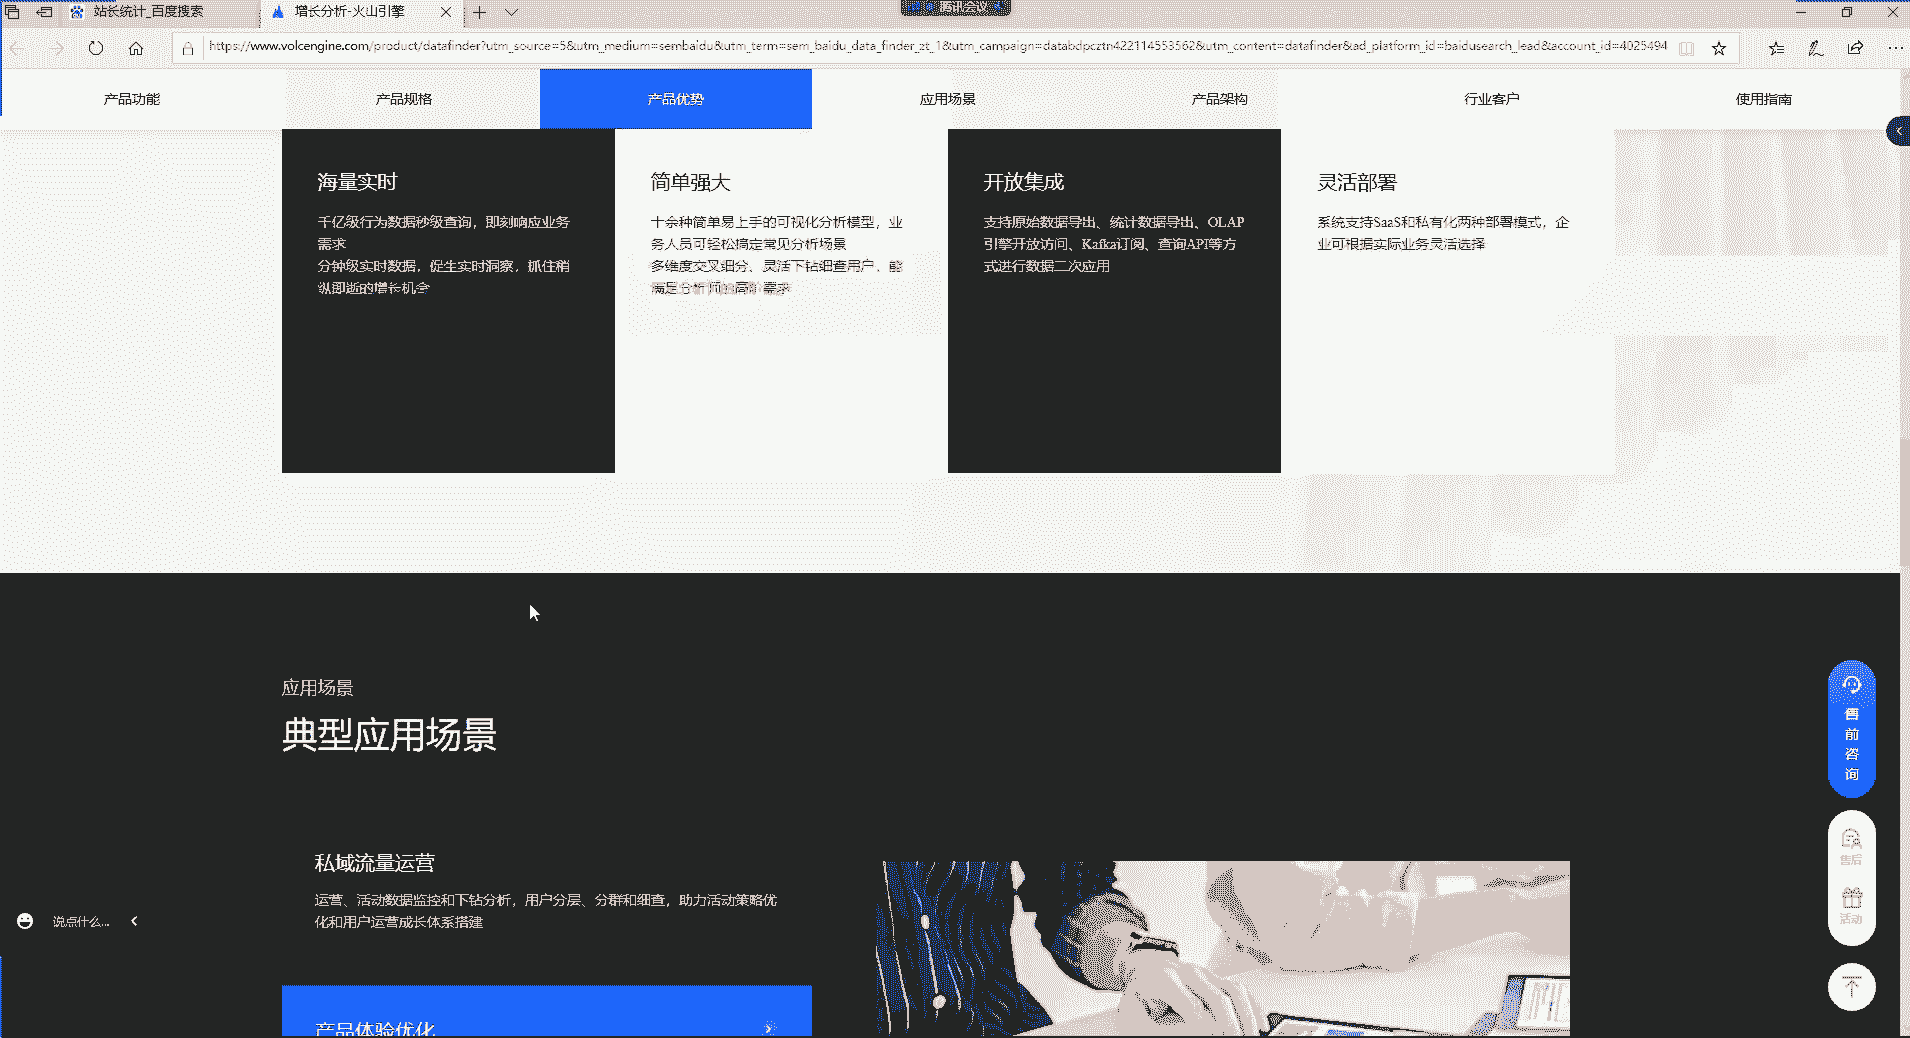 站长统计_百度搜索
增长分析-火山引擎
腾讯会议
https://www.volcengine.com/product/datafinder?utm_source=5&utm_medium=sembaidu&utm_term=sem_baidu_data_finder_zt_1&utm_campaign=databdpcztn422114553562&utm_content=datafinder&ad_platform_id=baidusearch_lead&account_id=4025494
产品功能
产品规格
产品优势
应用场景
产品架构
行业客户
使用指南
海量实时
千亿级行为数据秒级查询，即刻响应业务
需求
分钟级实时数据，促生实时洞察，抓住稍
纵即逝的增长机会
简单强大
十余种简单易上手的可视化分析模型，业
务人员可轻松搞定常见分析场景
多维度交叉细分、灵活下钻细查用户，能
满足分析师的高阶需求
开放集成
支持原始数据导出、统计数据导出、OLAP
引擎开放访问、Kafka订阅、查询API等方
式进行数据二次应用
灵活部署
系统支持SaaS和私有化两种部署模式，企
业可根据实际业务灵活选择
应用场景
典型应用场景
私域流量运营
运营、活动数据监控和下钻分析，用户分层、分群和细查，助力活动策略优
化和用户运营成长体系搭建
产品体验优化
售前咨询
售后
活动
说点什么...